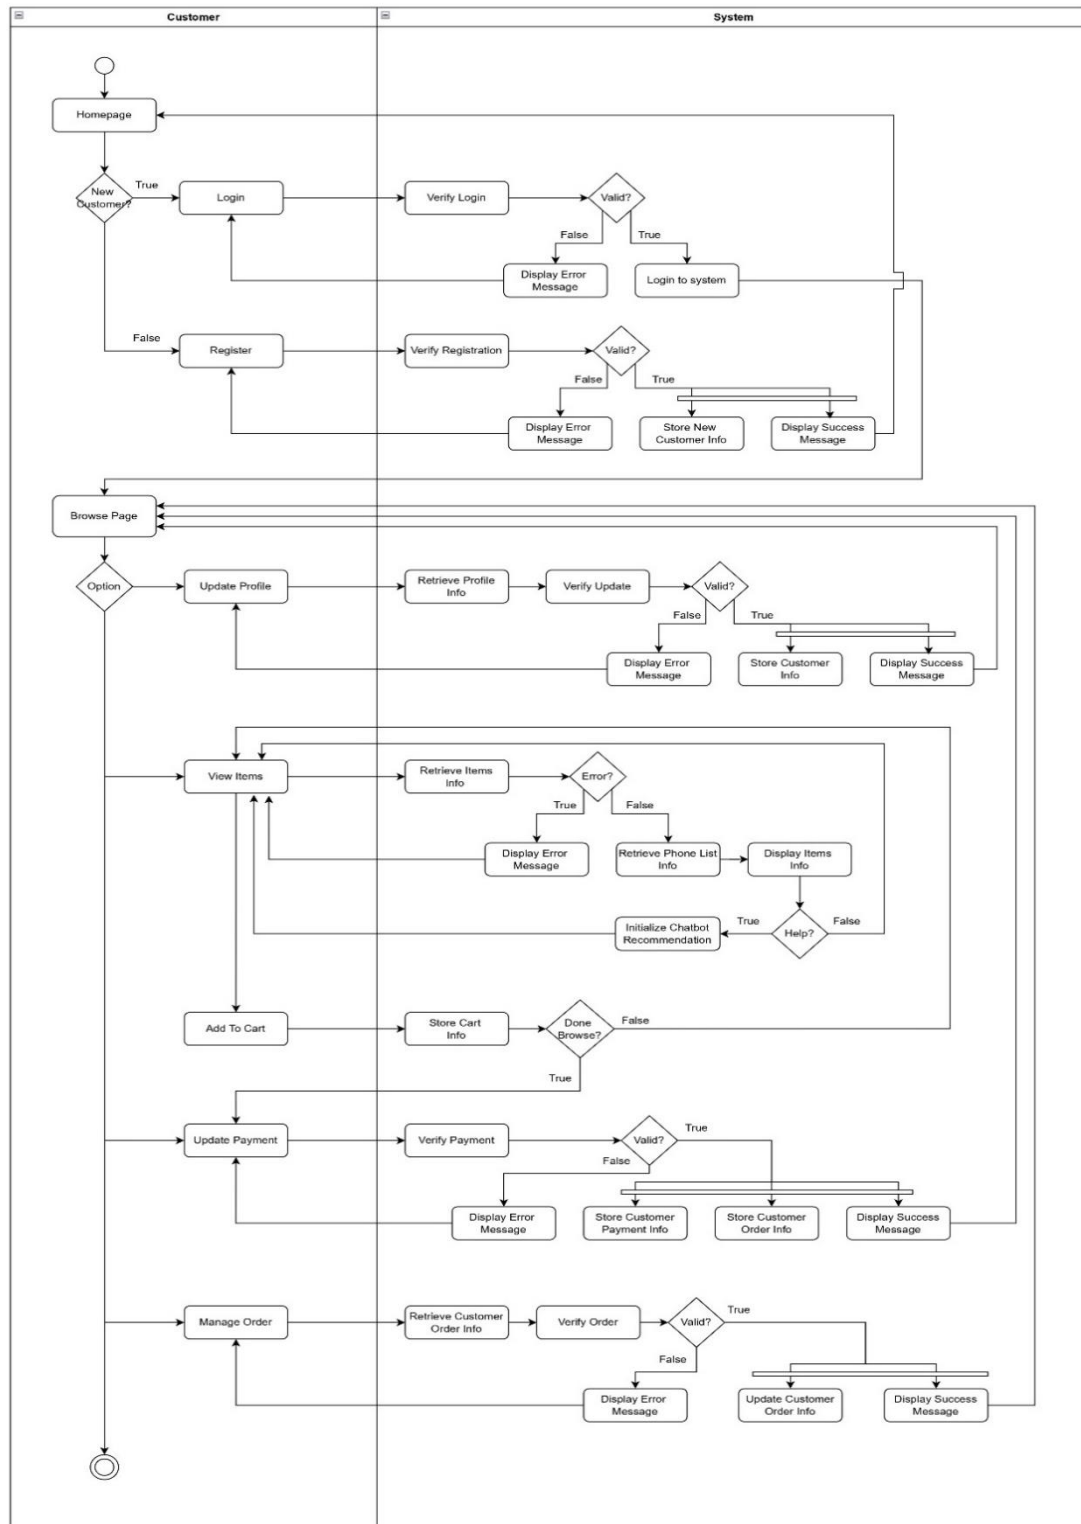 Customer
System
Homepage
New
Customer?
True
Login
Verify Login
Valid?
False
True
Display Error
Message
Login to system
False
Register
Verify Registration
Valid?
False
True
Display Error
Message
Store New
Customer Info
Display Success
Message
Browse Page
Option
Update Profile
Retrieve Profile
Info
Verify Update
Valid?
False
True
Display Error
Message
Store Customer
Info
Display Success
Message
View Items
Retrieve Items
Info
Error?
True
False
Display Error
Message
Retrieve Phone List
Info
Display Items
Info
Initialize Chatbot
Recommendation
True
Help?
False
Add To Cart
Store Cart
Info
Done
Browse?
False
True
Update Payment
Verify Payment
Valid?
True
False
Display Error
Message
Store Customer
Payment Info
Store Customer
Order Info
Display Success
Message
Manage Order
Retrieve Customer
Order Info
Verify Order
Valid?
True
False
Display Error
Message
Update Customer
Order Info
Display Success
Message